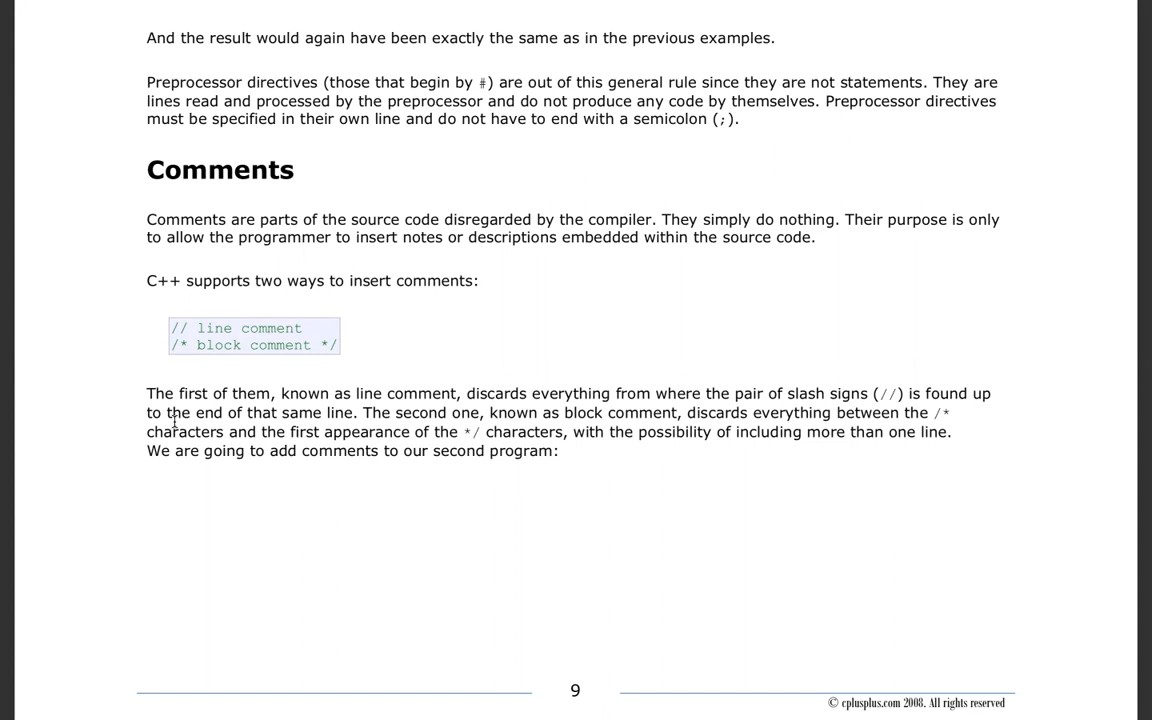 And the result would again have been exactly the same as in the previous examples.
Preprocessor directives (those that begin by #) are out of this general rule since they are not statements. They are
lines read and processed by the preprocessor and do not produce any code by themselves. Preprocessor directives
must be specified in their own line and do not have to end with a semicolon (;).
Comments
Comments are parts of the source code disregarded by the compiler. They simply do nothing. Their purpose is only
to allow the programmer to insert notes or descriptions embedded within the source code.
C++ supports two ways to insert comments:
// line comment
/* block comment */
The first of them, known as line comment, discards everything from where the pair of slash signs (//) is found up
to the end of that same line. The second one, known as block comment, discards everything between the /*
characters and the first appearance of the */ characters, with the possibility of including more than one line.
We are going to add comments to our second program:
9
© cplusplus.com 2008. All rights reserved